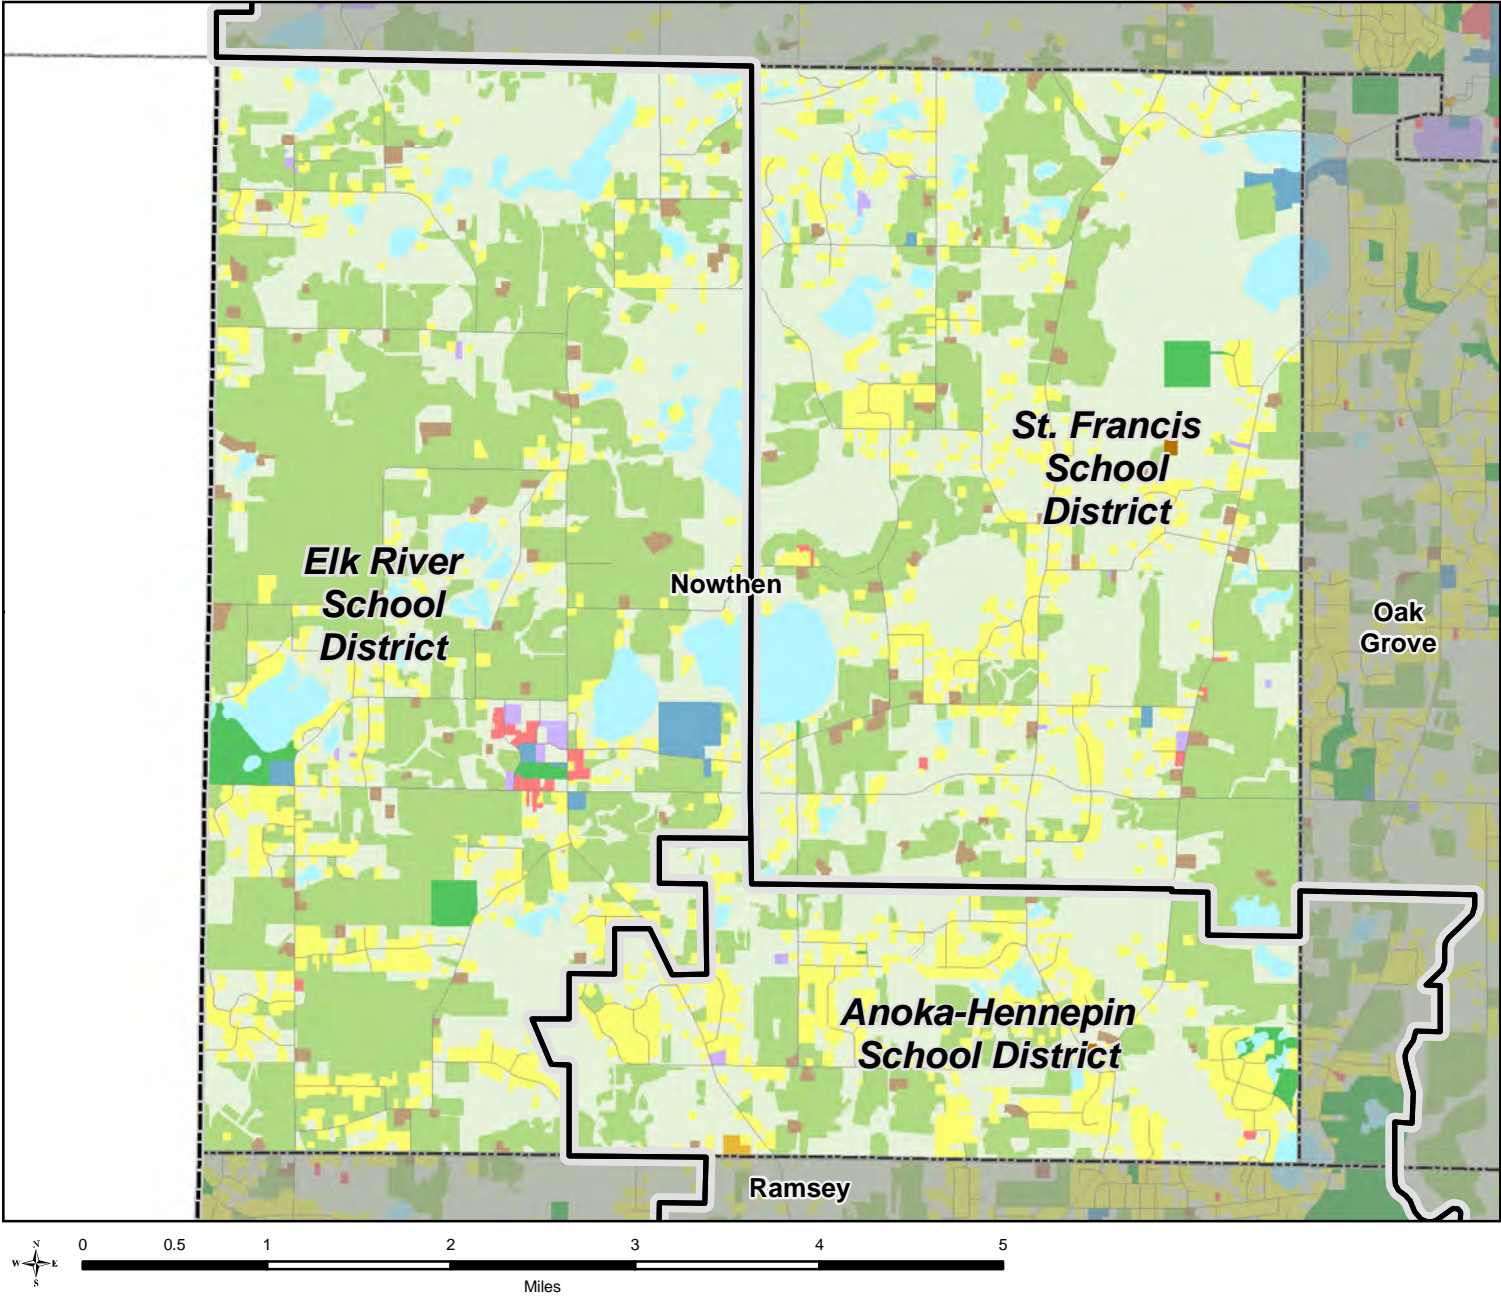 St. Francis
School
District
Elk River
School
District
Nowthen
Oak
Grove
Anoka-Hennepin
School District
Ramsey
N
W E
S
0 0.5 1 2 3 4 5
Miles